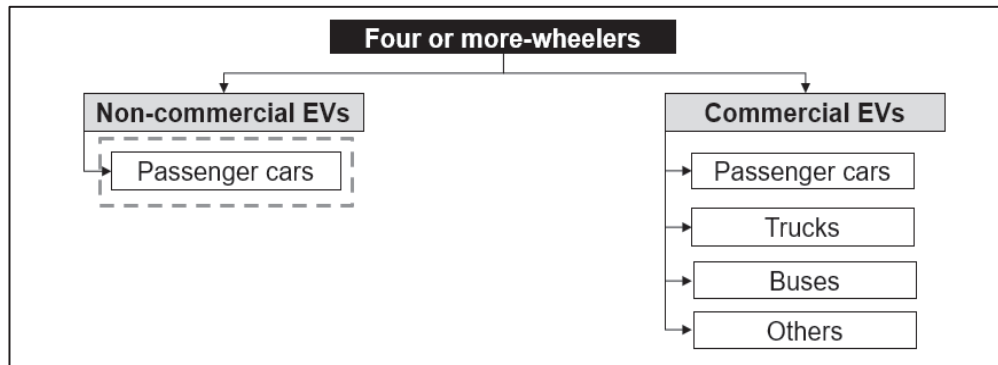 Four or more-wheelers
Non-commercial EVs
Passenger cars
Commercial EVs
Passenger cars
Trucks
Buses
Others